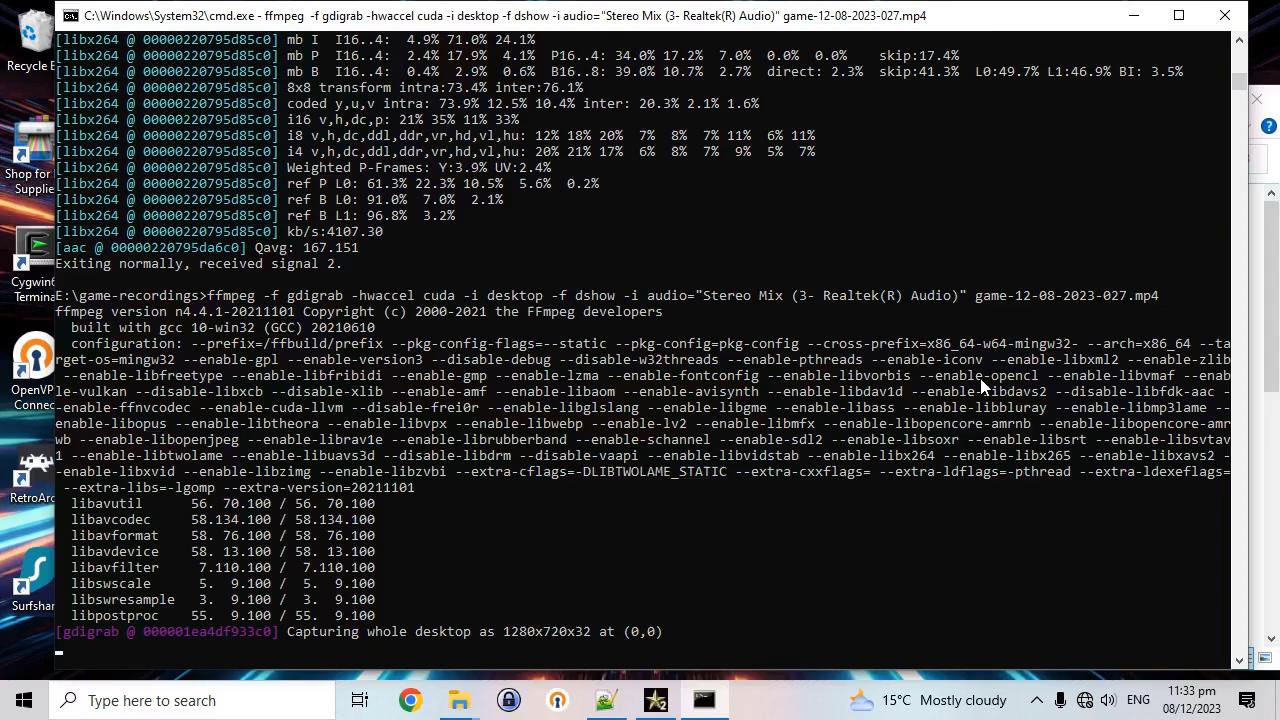 C:\Windows\System32\cmd.exe - ffmpeg  -f gdigrab -hwaccel cuda -i desktop -f dshow -i audio="Stereo Mix (3- Realtek(R) Audio)" game-12-08-2023-027.mp4
[libx264 @ 00000220795d85c0] mb I  I16..4:  4.9% 71.0% 24.1%
[libx264 @ 00000220795d85c0] mb P  I16..4:  2.4% 17.9%  4.1%  P16..4: 34.0% 17.2%  7.0%  0.0%  0.0%    skip:17.4%
[libx264 @ 00000220795d85c0] mb B  I16..4:  0.4%  2.9%  0.6%  B16..8: 39.0% 10.7%  2.7%  direct: 2.3%  skip:41.3%  L0:49.7% L1:46.9% BI: 3.5%
[libx264 @ 00000220795d85c0] 8x8 transform intra:73.4% inter:76.1%
[libx264 @ 00000220795d85c0] coded y,u,v intra: 73.9% 12.5% 10.4% inter: 20.3% 2.1% 1.6%
[libx264 @ 00000220795d85c0] i16 v,h,dc,p: 21% 35% 11% 33%
[libx264 @ 00000220795d85c0] i8 v,h,dc,ddl,ddr,vr,hd,vl,hu: 12% 18% 20%  7%  8%  7% 11%  6% 11%
[libx264 @ 00000220795d85c0] i4 v,h,dc,ddl,ddr,vr,hd,vl,hu: 20% 21% 17%  6%  8%  7%  9%  5%  7%
[libx264 @ 00000220795d85c0] Weighted P-Frames: Y:3.9% UV:2.4%
[libx264 @ 00000220795d85c0] ref P L0: 61.3% 22.3% 10.5%  5.6%  0.2%
[libx264 @ 00000220795d85c0] ref B L0: 91.0%  7.0%  2.1%
[libx264 @ 00000220795d85c0] ref B L1: 96.8%  3.2%
[libx264 @ 00000220795d85c0] kb/s:4107.30
[aac @ 00000220795da6c0] Qavg: 167.151
Exiting normally, received signal 2.
E:\game-recordings>ffmpeg -f gdigrab -hwaccel cuda -i desktop -f dshow -i audio="Stereo Mix (3- Realtek(R) Audio)" game-12-08-2023-027.mp4
ffmpeg version n4.4.1-20211101 Copyright (c) 2000-2021 the FFmpeg developers
built with gcc 10-win32 (GCC) 20210610
configuration: --prefix=/ffbuild/prefix --pkg-config-flags=--static --pkg-config=pkg-config --cross-prefix=x86_64-w64-mingw32- --arch=x86_64 --ta
rget-os=mingw32 --enable-gpl --enable-version3 --disable-debug --disable-w32threads --enable-pthreads --enable-iconv --enable-libxml2 --enable-zlib
--enable-libfreetype --enable-libfribidi --enable-gmp --enable-lzma --enable-fontconfig --enable-libvorbis --enable-opencl --enable-libvmaf --enab
le-vulkan --disable-libxcb --disable-xlib --enable-amf --enable-libaom --enable-avisynth --enable-libdav1d --enable-libdavs2 --disable-libfdk-aac -
-enable-ffnvcodec --enable-cuda-llvm --disable-frei0r --enable-libglslang --enable-libgme --enable-libass --enable-libbluray --enable-libmp3lame --
enable-libopus --enable-libtheora --enable-libvpx --enable-libwebp --enable-lv2 --enable-libmfx --enable-libopencore-amrnb --enable-libopencore-amr
wb --enable-libopenjpeg --enable-librav1e --enable-librubberband --enable-schannel --enable-sdl2 --enable-libsoxr --enable-libsrt --enable-libsvtav
1 --enable-libtwolame --enable-libuavs3d --disable-libdrm --disable-vaapi --enable-libvidstab --enable-libx264 --enable-libx265 --enable-libxavs2 -
-enable-libxvid --enable-libzimg --enable-libzvbi --extra-cflags=-DLIBTWOLAME_STATIC --extra-cxxflags= --extra-ldflags=-pthread --extra-ldexeflags=
--extra-libs=-lgomp --extra-version=20211101
libavutil      56. 70.100 / 56. 70.100
libavcodec     58.134.100 / 58.134.100
libavformat    58. 76.100 / 58. 76.100
libavdevice    58. 13.100 / 58. 13.100
libavfilter     7.110.100 /  7.110.100
libswscale      5.  9.100 /  5.  9.100
libswresample   3.  9.100 /  3.  9.100
libpostproc    55.  9.100 / 55.  9.100
[gdigrab @ 000001ea4df933c0] Capturing whole desktop as 1280x720x32 at (0,0)
Recycle B
Shop for
Supplie
Cygwin6
Termina
OpenVP
Connec
RetroAr
Surfsha
Type here to search
15°C Mostly cloudy
ENG
11:33 pm
08/12/2023